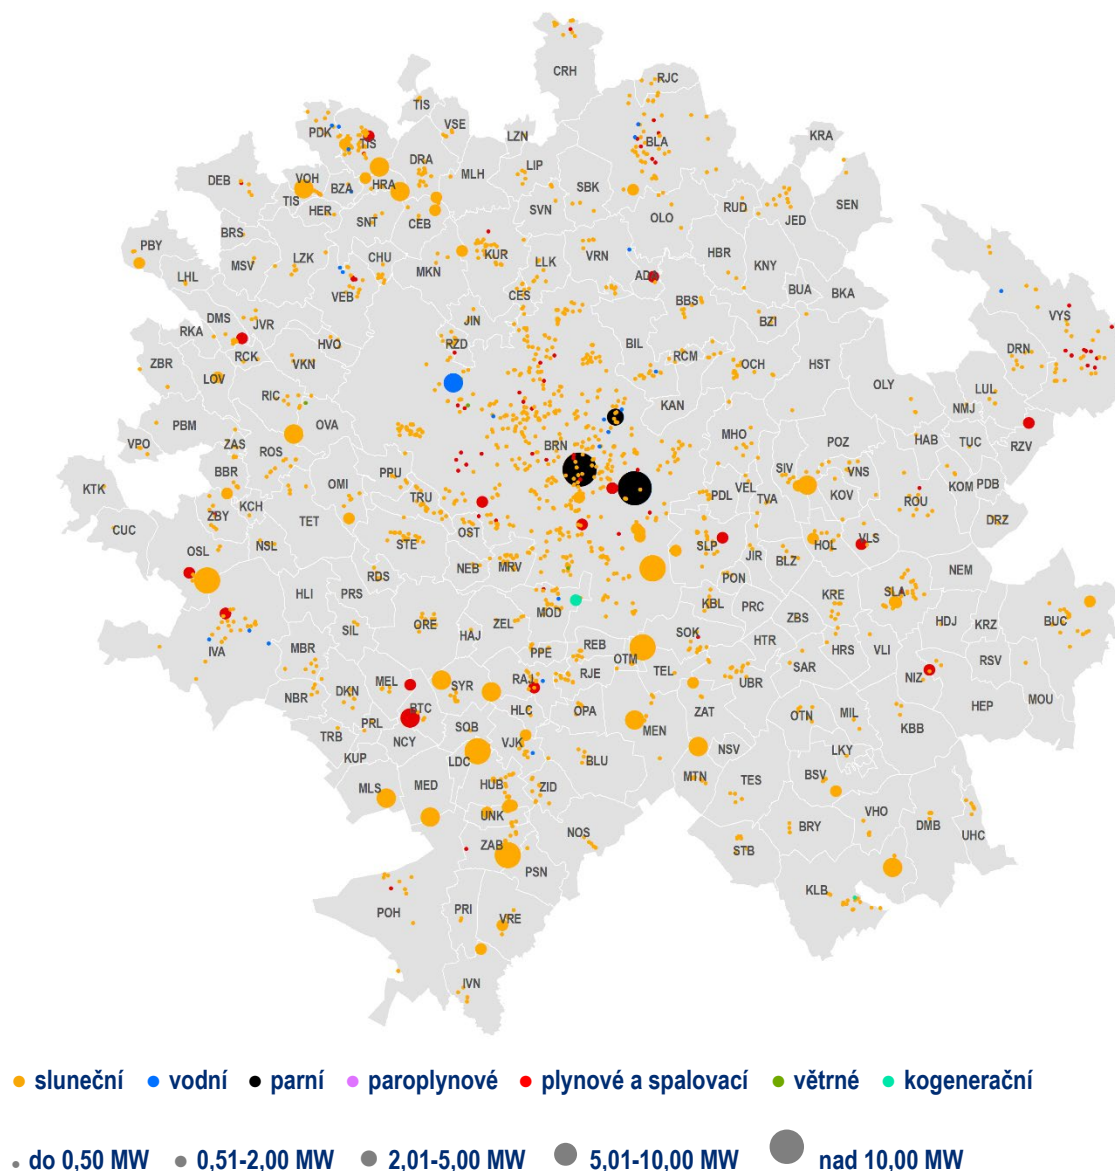 CRH
RJC
TIS
VSE
LZN
KRA
PDK
TIS
BLA
DRA
LIP
MLH
DEB
VOH
BZA
HRA
SBK
SEN
TIS
HER
SVN
RUD
JED
SNT
CEB
OLO
BRS
PBY
LZK
CHU
KUR
VRN
HBR
MSV
MKN
LLK
KNY
LHL
VEB
CES
ADA
BUA
BKA
BBS
VYS
DMS
JVR
JIN
BZI
RKA
HVO
RZD
BIL
DRN
ZBR
RCK
VKN
RCM
OCH
HST
LOV
OLY
LUL
RIC
KAN
NMJ
PBM
OVA
MHO
HAB
TUC
RZV
VPO
ZAS
ROS
BRN
POZ
BBR
PPU
SIV
VNS
KTK
OMI
VEL
KOM
PDB
KCH
TRU
PDL
TVA
KOV
ROU
ZBY
TET
DRZ
CUC
OST
NSL
STE
SLP
HOL
VLS
OSL
JIR
BLZ
NEB
MRV
NEM
RDS
PON
HLI
PRS
KRE
SLA
MOD
KBL
PRC
ZBS
HDJ
KRZ
BUC
SIL
ORE
HAJ
ZEL
IVA
MBR
SOK
HTR
HRS
VLI
PPE
REB
OTM
SAR
RSV
MEL
RAJ
RJE
TEL
UBR
NIZ
NBR
DKN
SYR
MOU
BTC
HLC
OPA
ZAT
OTN
MIL
HEP
PRL
SOB
MEN
KBB
TRB
NCY
VJK
NSV
LKY
KUP
LDC
BLU
MLS
MED
HUB
ZID
MTN
TES
BSV
UNK
VHO
DMB
NOS
BRY
UHC
ZAB
STB
PSN
KLB
POH
PRI
VRE
IVN
sluneční vodní parní paroplynové plynové a spalovací větrné kogenerační
do 0,50 MW 0,51-2,00 MW 2,01-5,00 MW 5,01-10,00 MW nad 10,00 MW